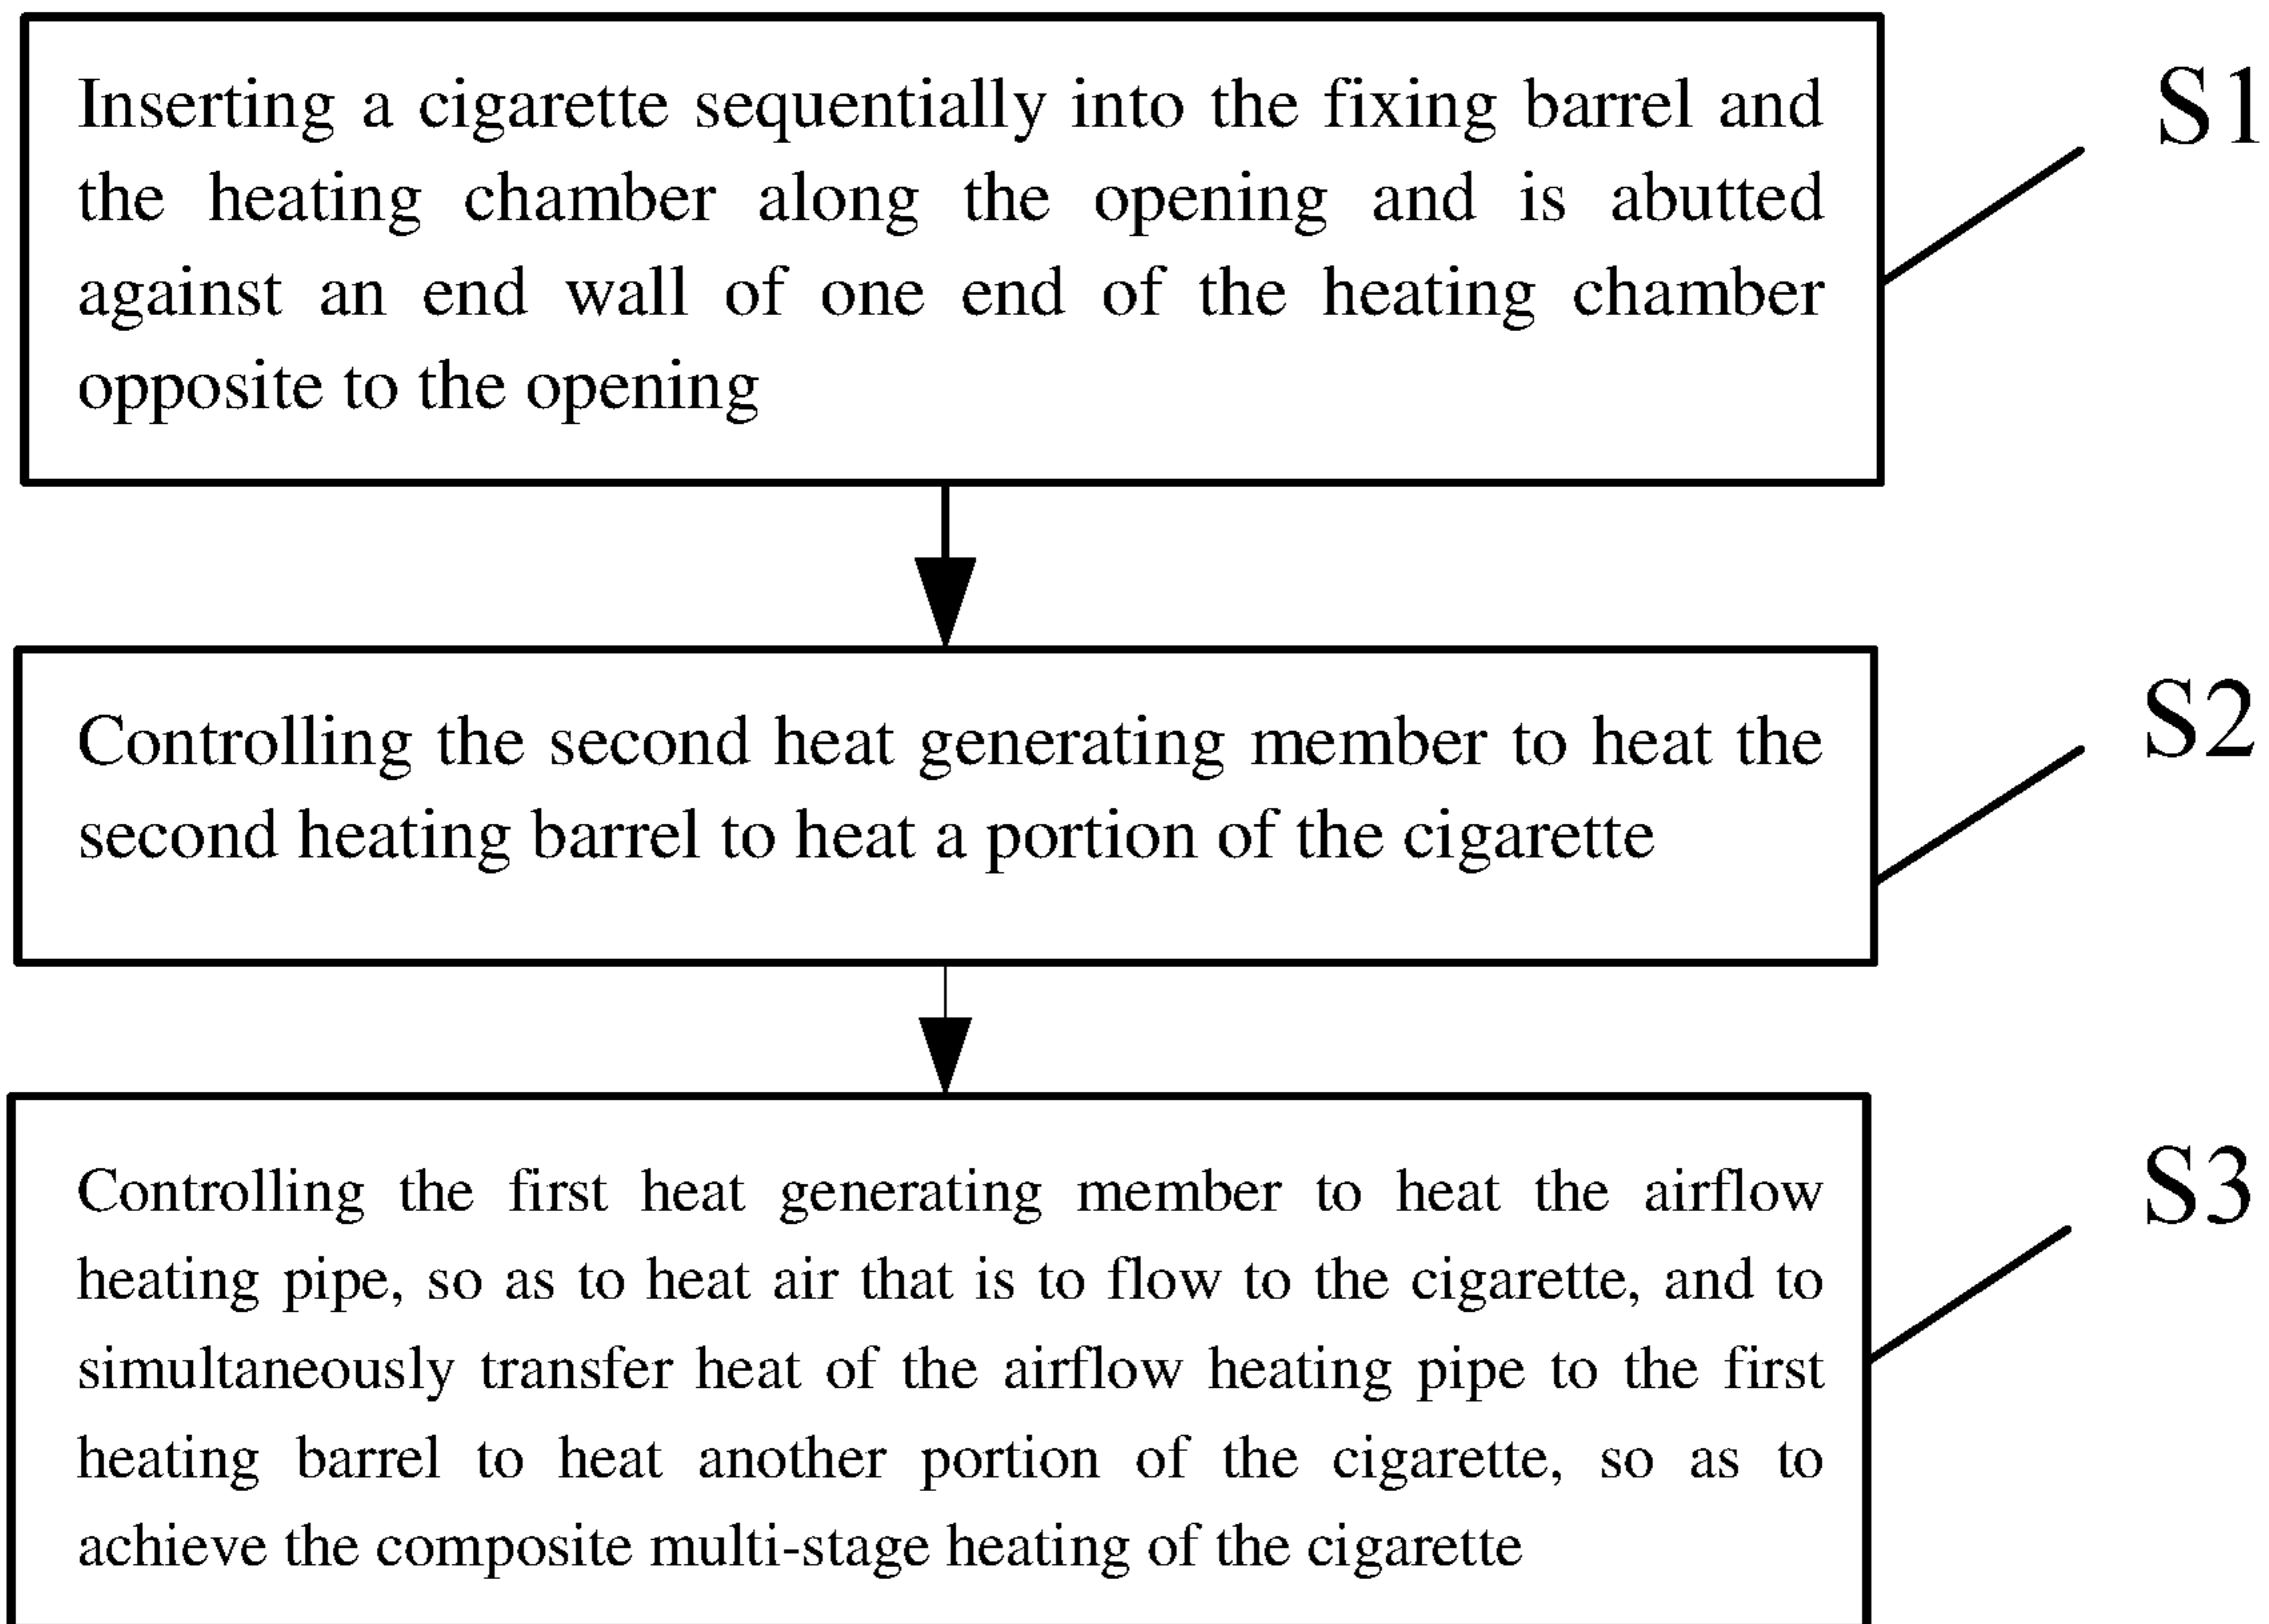 Inserting a cigarette sequentially into the fixing barrel and
the heating chamber along the opening and is abutted
against an end wall of one end of the heating chamber
opposite to the opening
S1
Controlling the second heat generating member to heat the
second heating barrel to heat a portion of the cigarette
S2
Controlling the first heat generating member to heat the airflow
heating pipe, so as to heat air that is to flow to the cigarette, and to
simultaneously transfer heat of the airflow heating pipe to the first
heating barrel to heat another portion of the cigarette, so as to
achieve the composite multi-stage heating of the cigarette
S3